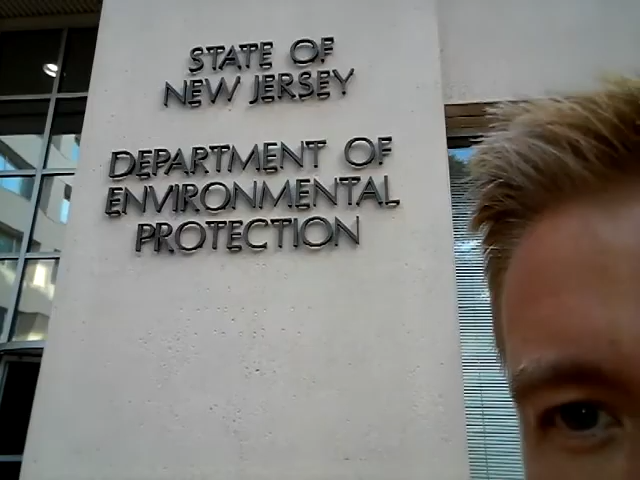 STATE OF
NEW JERSEY
DEPARTMENT OF
ENVIRONMENTAL
PROTECTION